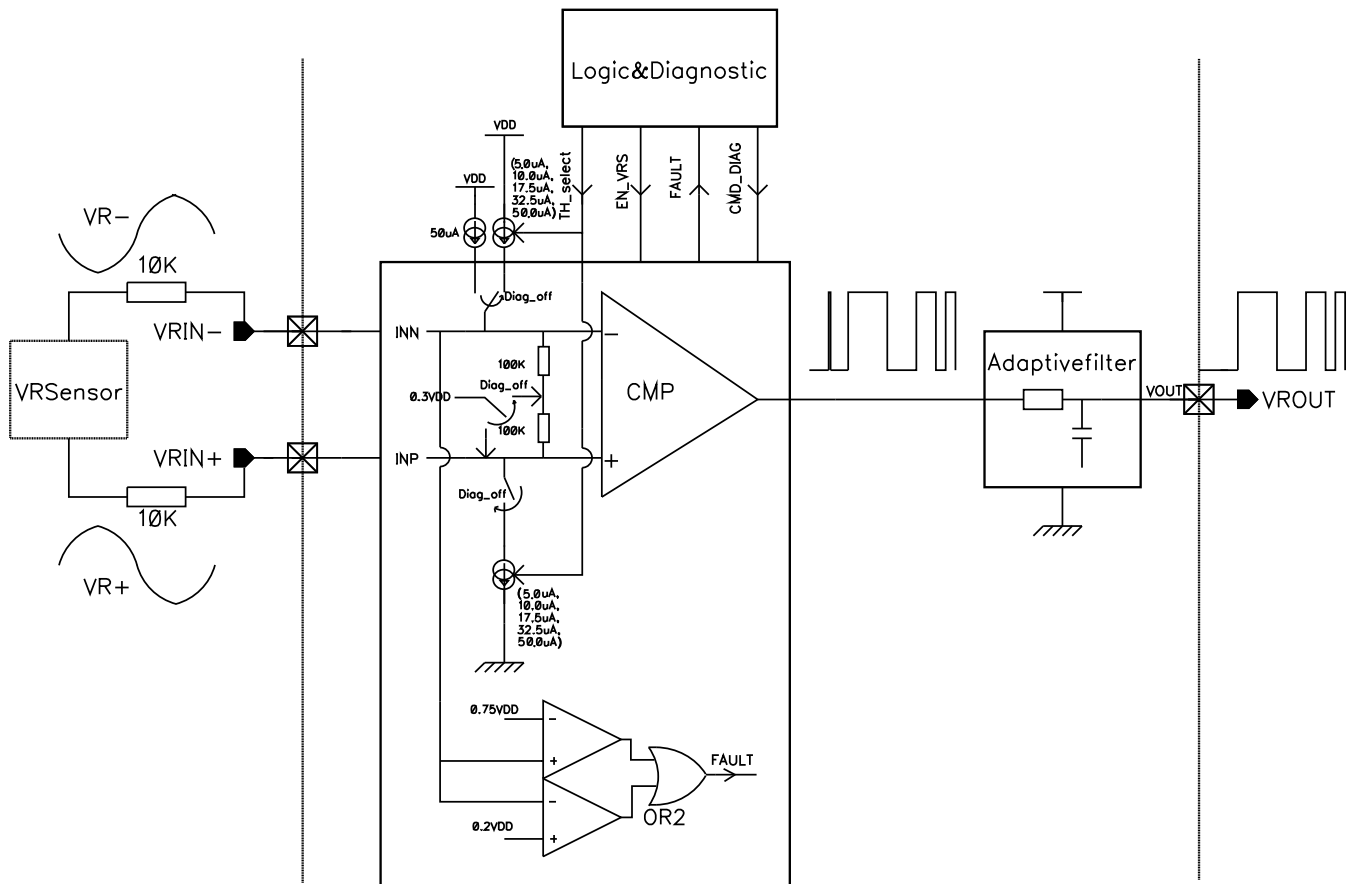 Logic&Diagnostic
VDD
(5.0uA,
10.0uA,
17.5uA,
32.5uA,
50.0uA)
TH_select
EN_VRS
FAULT
CMD_DIAG
VDD
50uA
VR-
10K
VRIN-
VRSensor
VRIN+
10K
VR+
Diag_off
INN
100K
Diag_off
0.3VDD
100K
INP
Diag_off
CMP
(5.0uA,
10.0uA,
17.5uA,
32.5uA,
50.0uA)
0.75VDD
0.2VDD
FAULT
OR2
Adaptivefilter
VOUT
VROUT